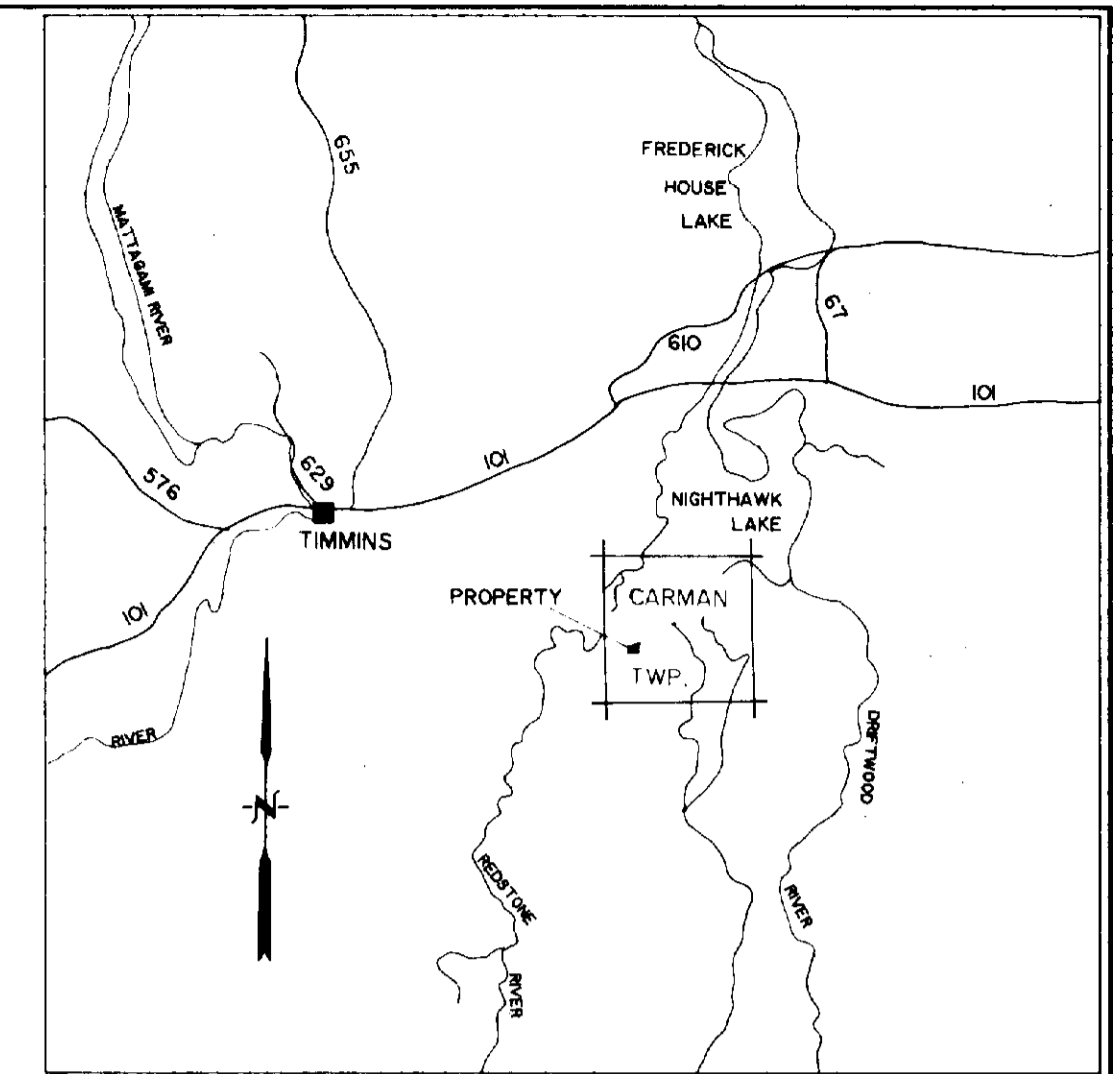 655
FREDERICK
HOUSE
LAKE
MATTAGAMI RIVER
67
610
101
101
629
576
NIGHTHAWK
LAKE
TIMMINS
PROPERTY
CARMAN
TWP.
101
RIVER
DRIFTWOOD
RIVER
N
REDSTONE
RIVER